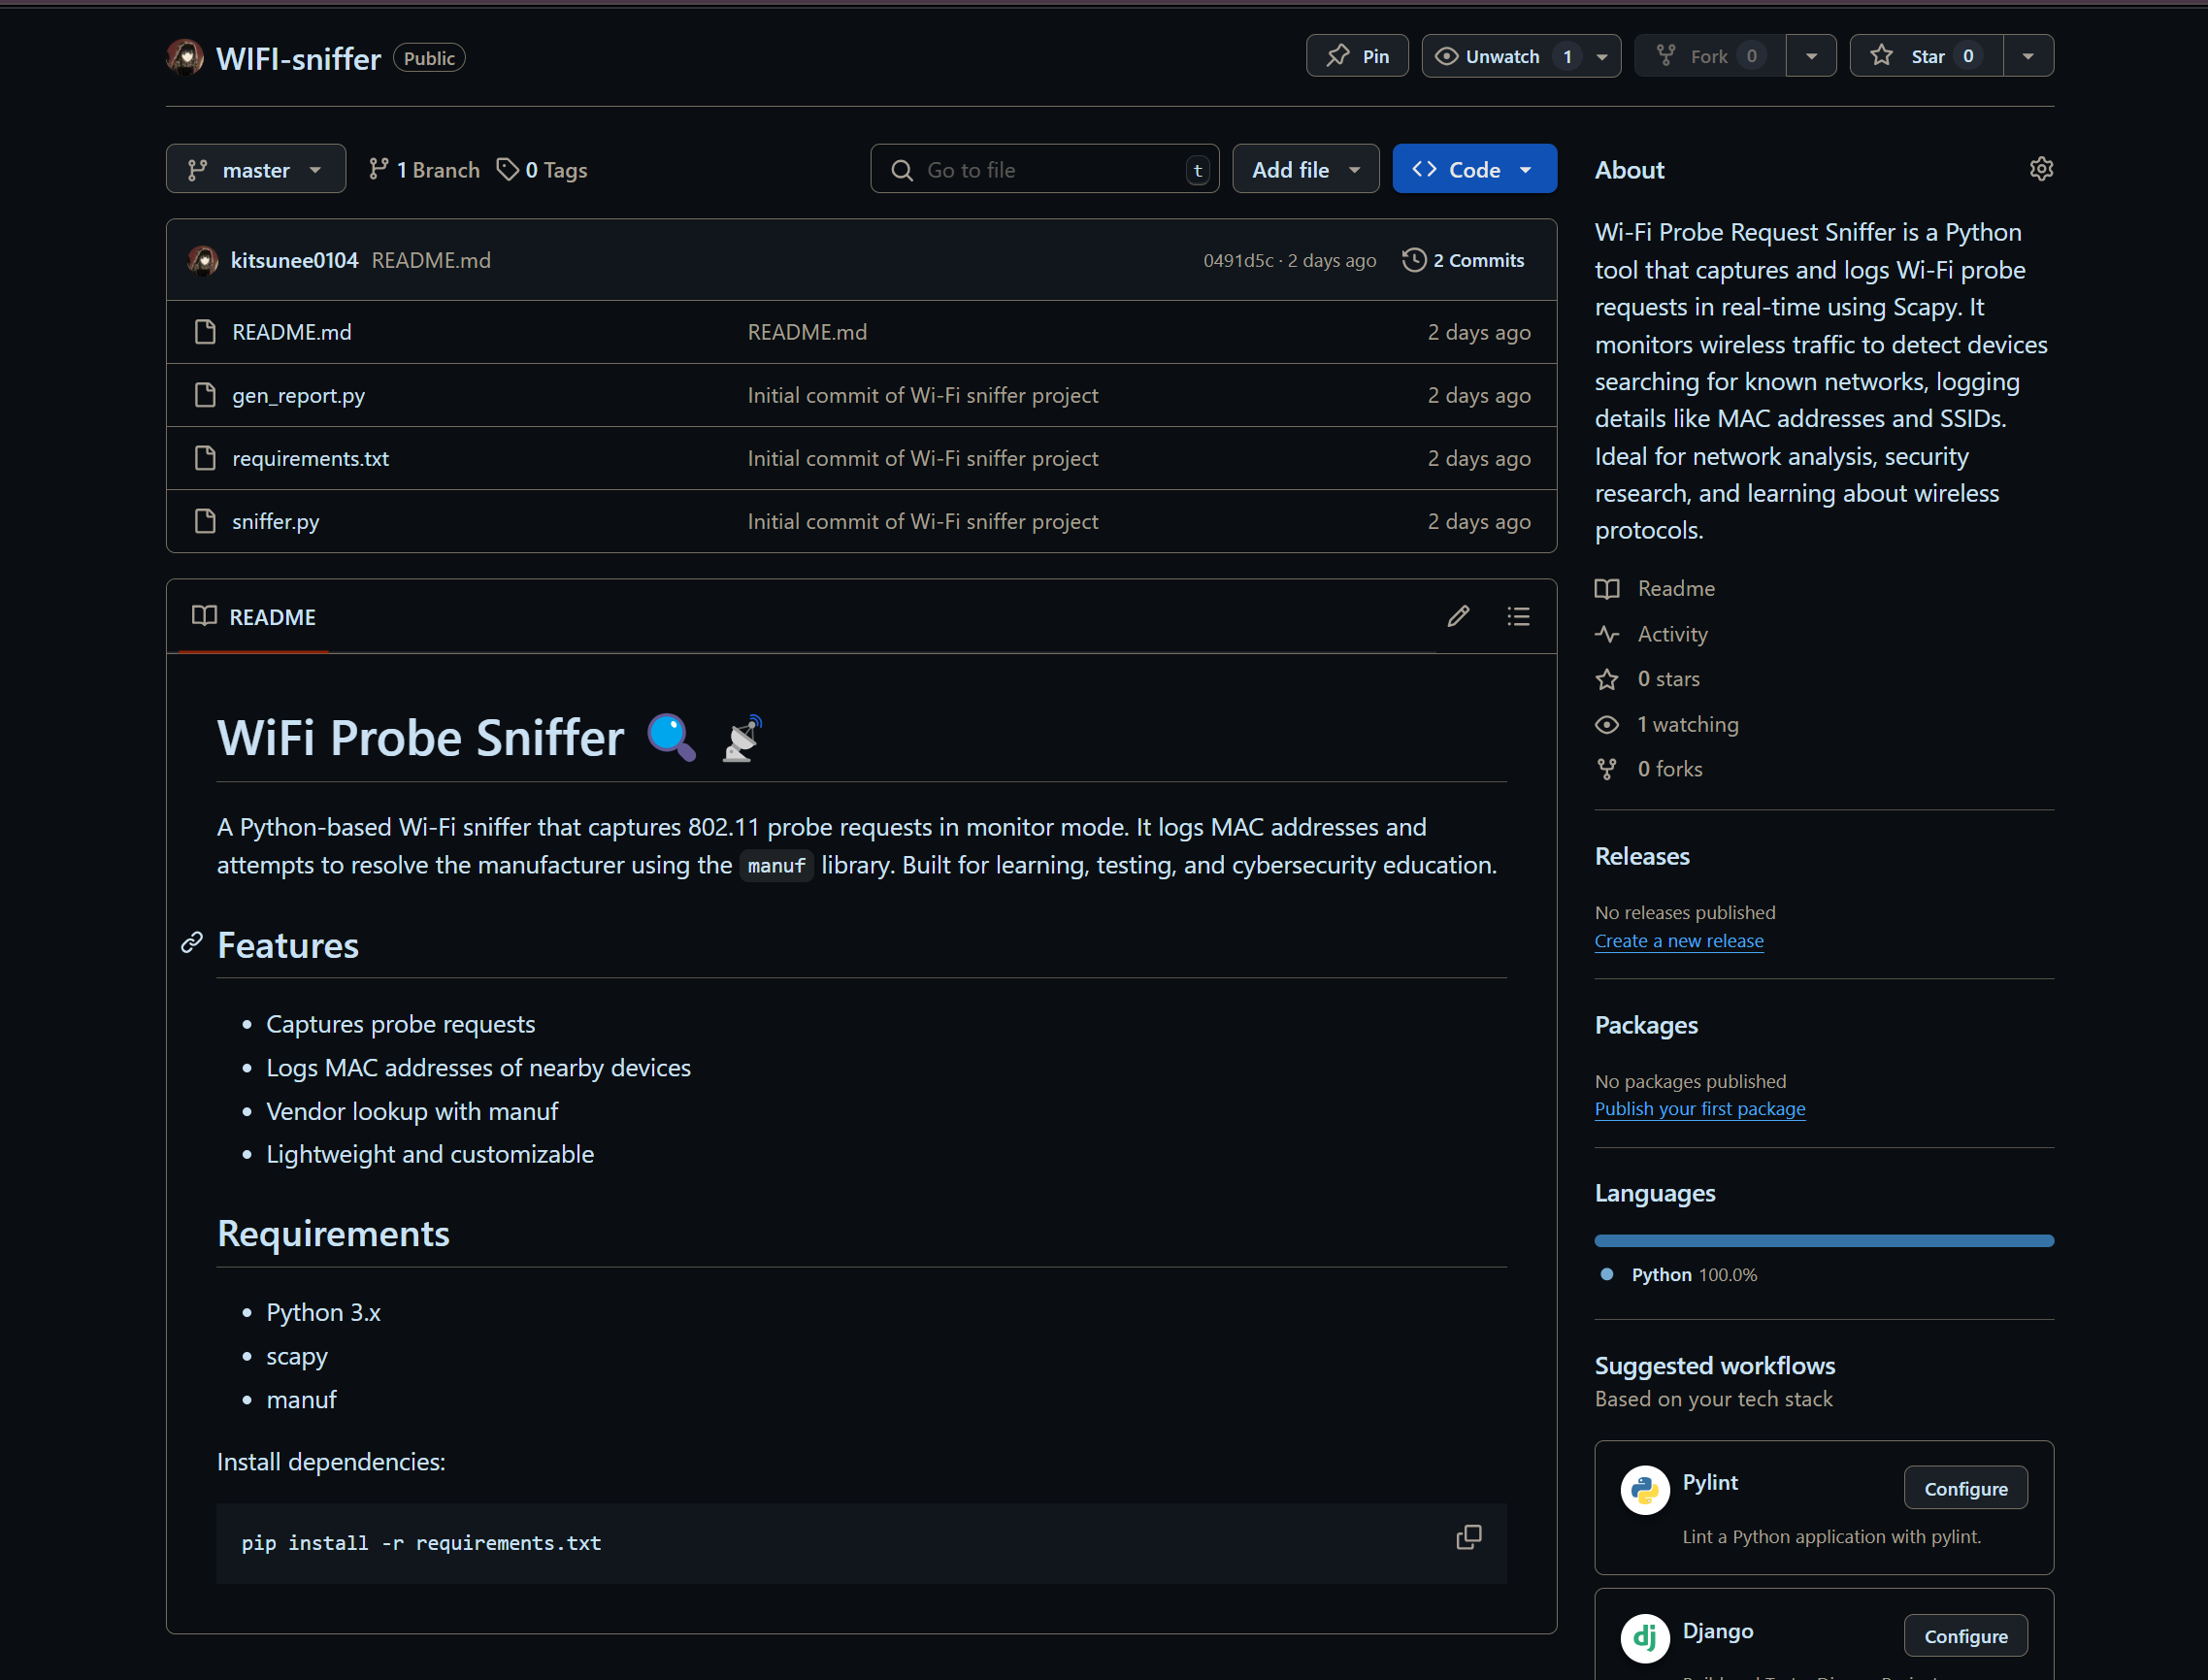 WIFI-sniffer Public
Pin
Unwatch 1
Fork 0
Star 0
master
1 Branch
0 Tags
Go to file t
Add file
Code
kitsunee0104 README.md
0491d5c · 2 days ago
2 Commits
README.md README.md 2 days ago
gen_report.py Initial commit of Wi-Fi sniffer project 2 days ago
requirements.txt Initial commit of Wi-Fi sniffer project 2 days ago
sniffer.py Initial commit of Wi-Fi sniffer project 2 days ago
README
WiFi Probe Sniffer
A Python-based Wi-Fi sniffer that captures 802.11 probe requests in monitor mode. It logs MAC addresses and
attempts to resolve the manufacturer using the manuf library. Built for learning, testing, and cybersecurity education.
Features
Captures probe requests
Logs MAC addresses of nearby devices
Vendor lookup with manuf
Lightweight and customizable
Requirements
Python 3.x
scapy
manuf
Install dependencies:
pip install -r requirements.txt
About
Wi-Fi Probe Request Sniffer is a Python
tool that captures and logs Wi-Fi probe
requests in real-time using Scapy. It
monitors wireless traffic to detect devices
searching for known networks, logging
details like MAC addresses and SSIDs.
Ideal for network analysis, security
research, and learning about wireless
protocols.
Readme
Activity
0 stars
1 watching
0 forks
Releases
No releases published
Create a new release
Packages
No packages published
Publish your first package
Languages
Python 100.0%
Suggested workflows
Based on your tech stack
Pylint
Configure
Lint a Python application with pylint.
dj
Django
Configure